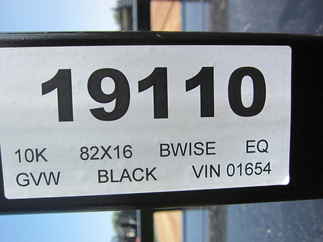 19110
10K 82X16 BWISE EQ
GVW BLACK VIN 01654